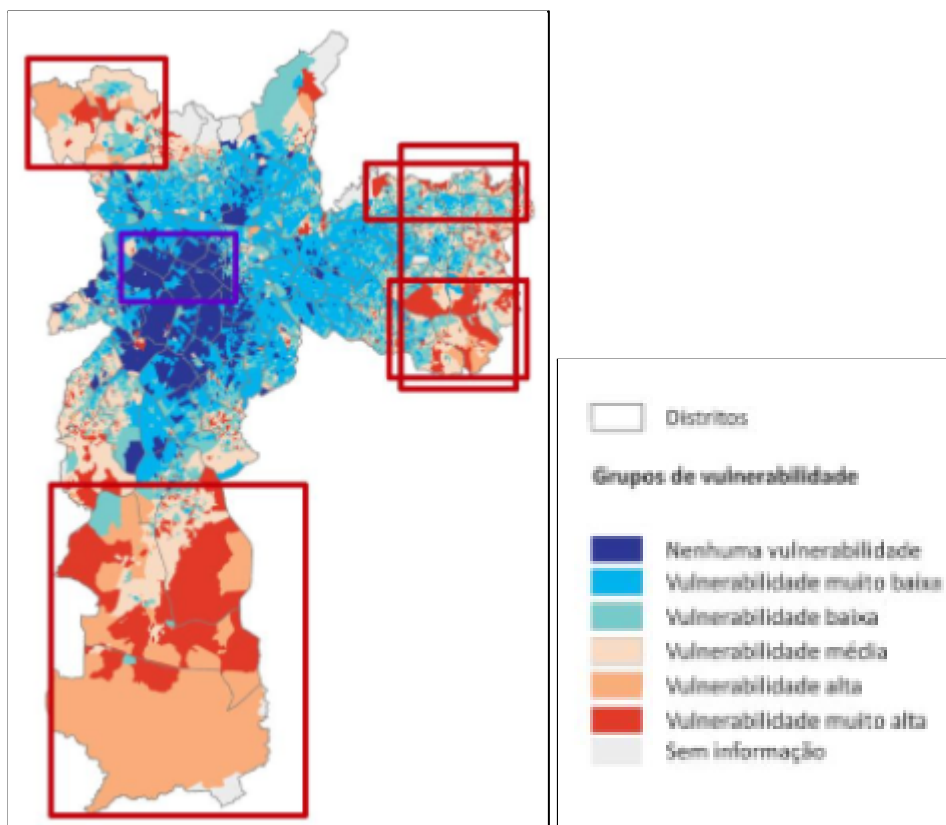 Distritos
Grupos de vulnerabilidade
Nenhuma vulnerabilidade
Vulnerabilidade muito baixa
Vulnerabilidade baixa
Vulnerabilidade média
Vulnerabilidade alta
Vulnerabilidade muito alta
Sem informação